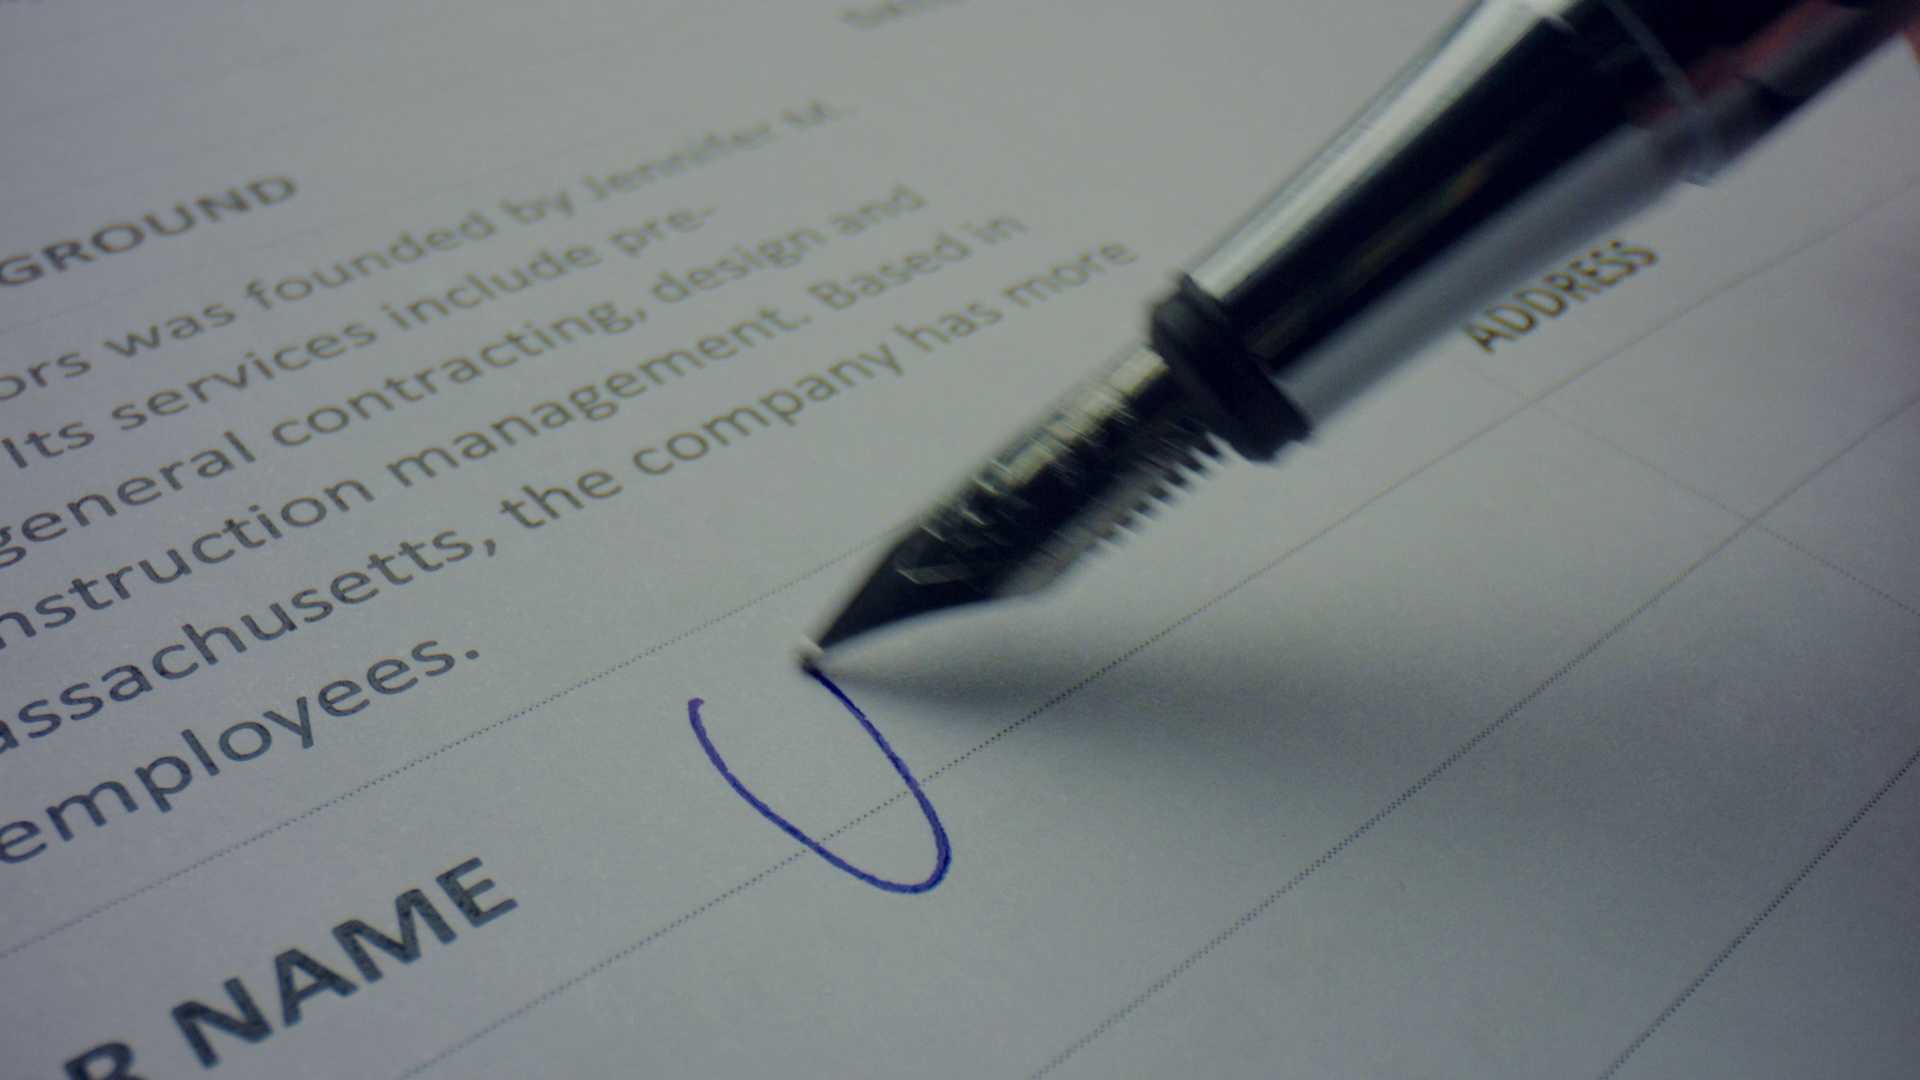 GROUND
ors was founded by Jennifer M.
Its services include pre-
general contracting, design and
nstruction management. Based in
assachusetts, the company has more
employees.
R NAME
ADDRESS